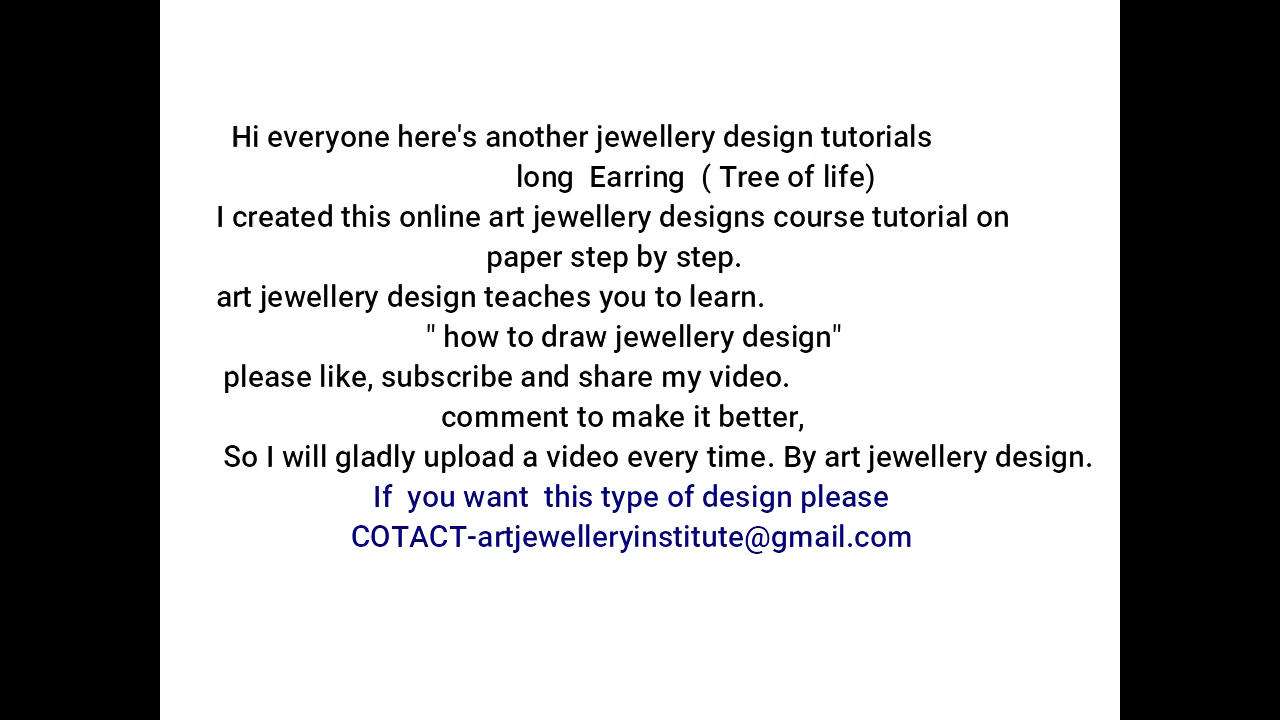 Hi everyone here's another jewellery design tutorials
long Earring ( Tree of life)
I created this online art jewellery designs course tutorial on
paper step by step.
art jewellery design teaches you to learn.
" how to draw jewellery design"
please like, subscribe and share my video.
comment to make it better,
So I will gladly upload a video every time. By art jewellery design.
If you want this type of design please
COTACT-artjewelleryinstitute@gmail.com